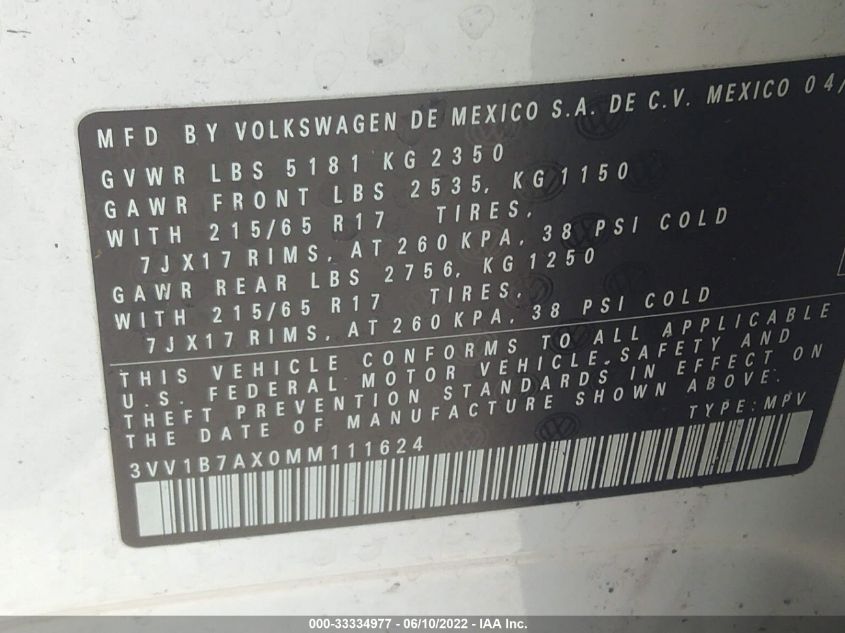 MFD BY VOLKSWAGEN DE MEXICO S.A. DE C.V. MEXICO 04/
GVWR LBS 5181 KG 2350
GAWR FRONT LBS 2535, KG 1150
WITH 215/65 R17 TIRES,
7JX17 RIMS, AT 260 KPA, 38 PSI COLD
GAWR REAR LBS 2756, KG 1250
WITH 215/65 R17 TIRES,
7JX17 RIMS, AT 260 KPA, 38 PSI COLD
THIS VEHICLE CONFORMS TO ALL APPLICABLE
U.S. FEDERAL MOTOR VEHICLE SAFETY AND
THEFT PREVENTION STANDARDS IN EFFECT ON
THE DATE OF MANUFACTURE SHOWN ABOVE.
3VV1B7AX0MM111624 TYPE: MPV
000-33334977 - 06/10/2022 - IAA Inc.